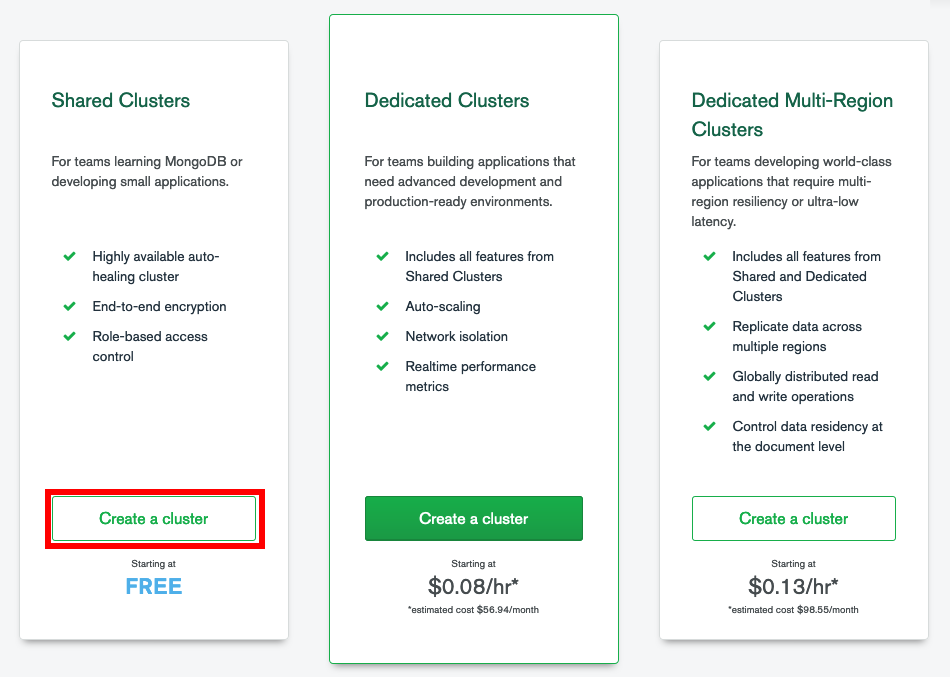 Shared Clusters
For teams learning MongoDB or
developing small applications.
Highly available auto-
healing cluster
End-to-end encryption
Role-based access
control
Create a cluster
Starting at
FREE
Dedicated Clusters
For teams building applications that
need advanced development and
production-ready environments.
Includes all features from
Shared Clusters
Auto-scaling
Network isolation
Realtime performance
metrics
Create a cluster
Starting at
$0.08/hr*
*estimated cost $56.94/month
Dedicated Multi-Region
Clusters
For teams developing world-class
applications that require multi-
region resiliency or ultra-low
latency.
Includes all features from
Shared and Dedicated
Clusters
Replicate data across
multiple regions
Globally distributed read
and write operations
Control data residency at
the document level
Create a cluster
Starting at
$0.13/hr*
*estimated cost $98.55/month